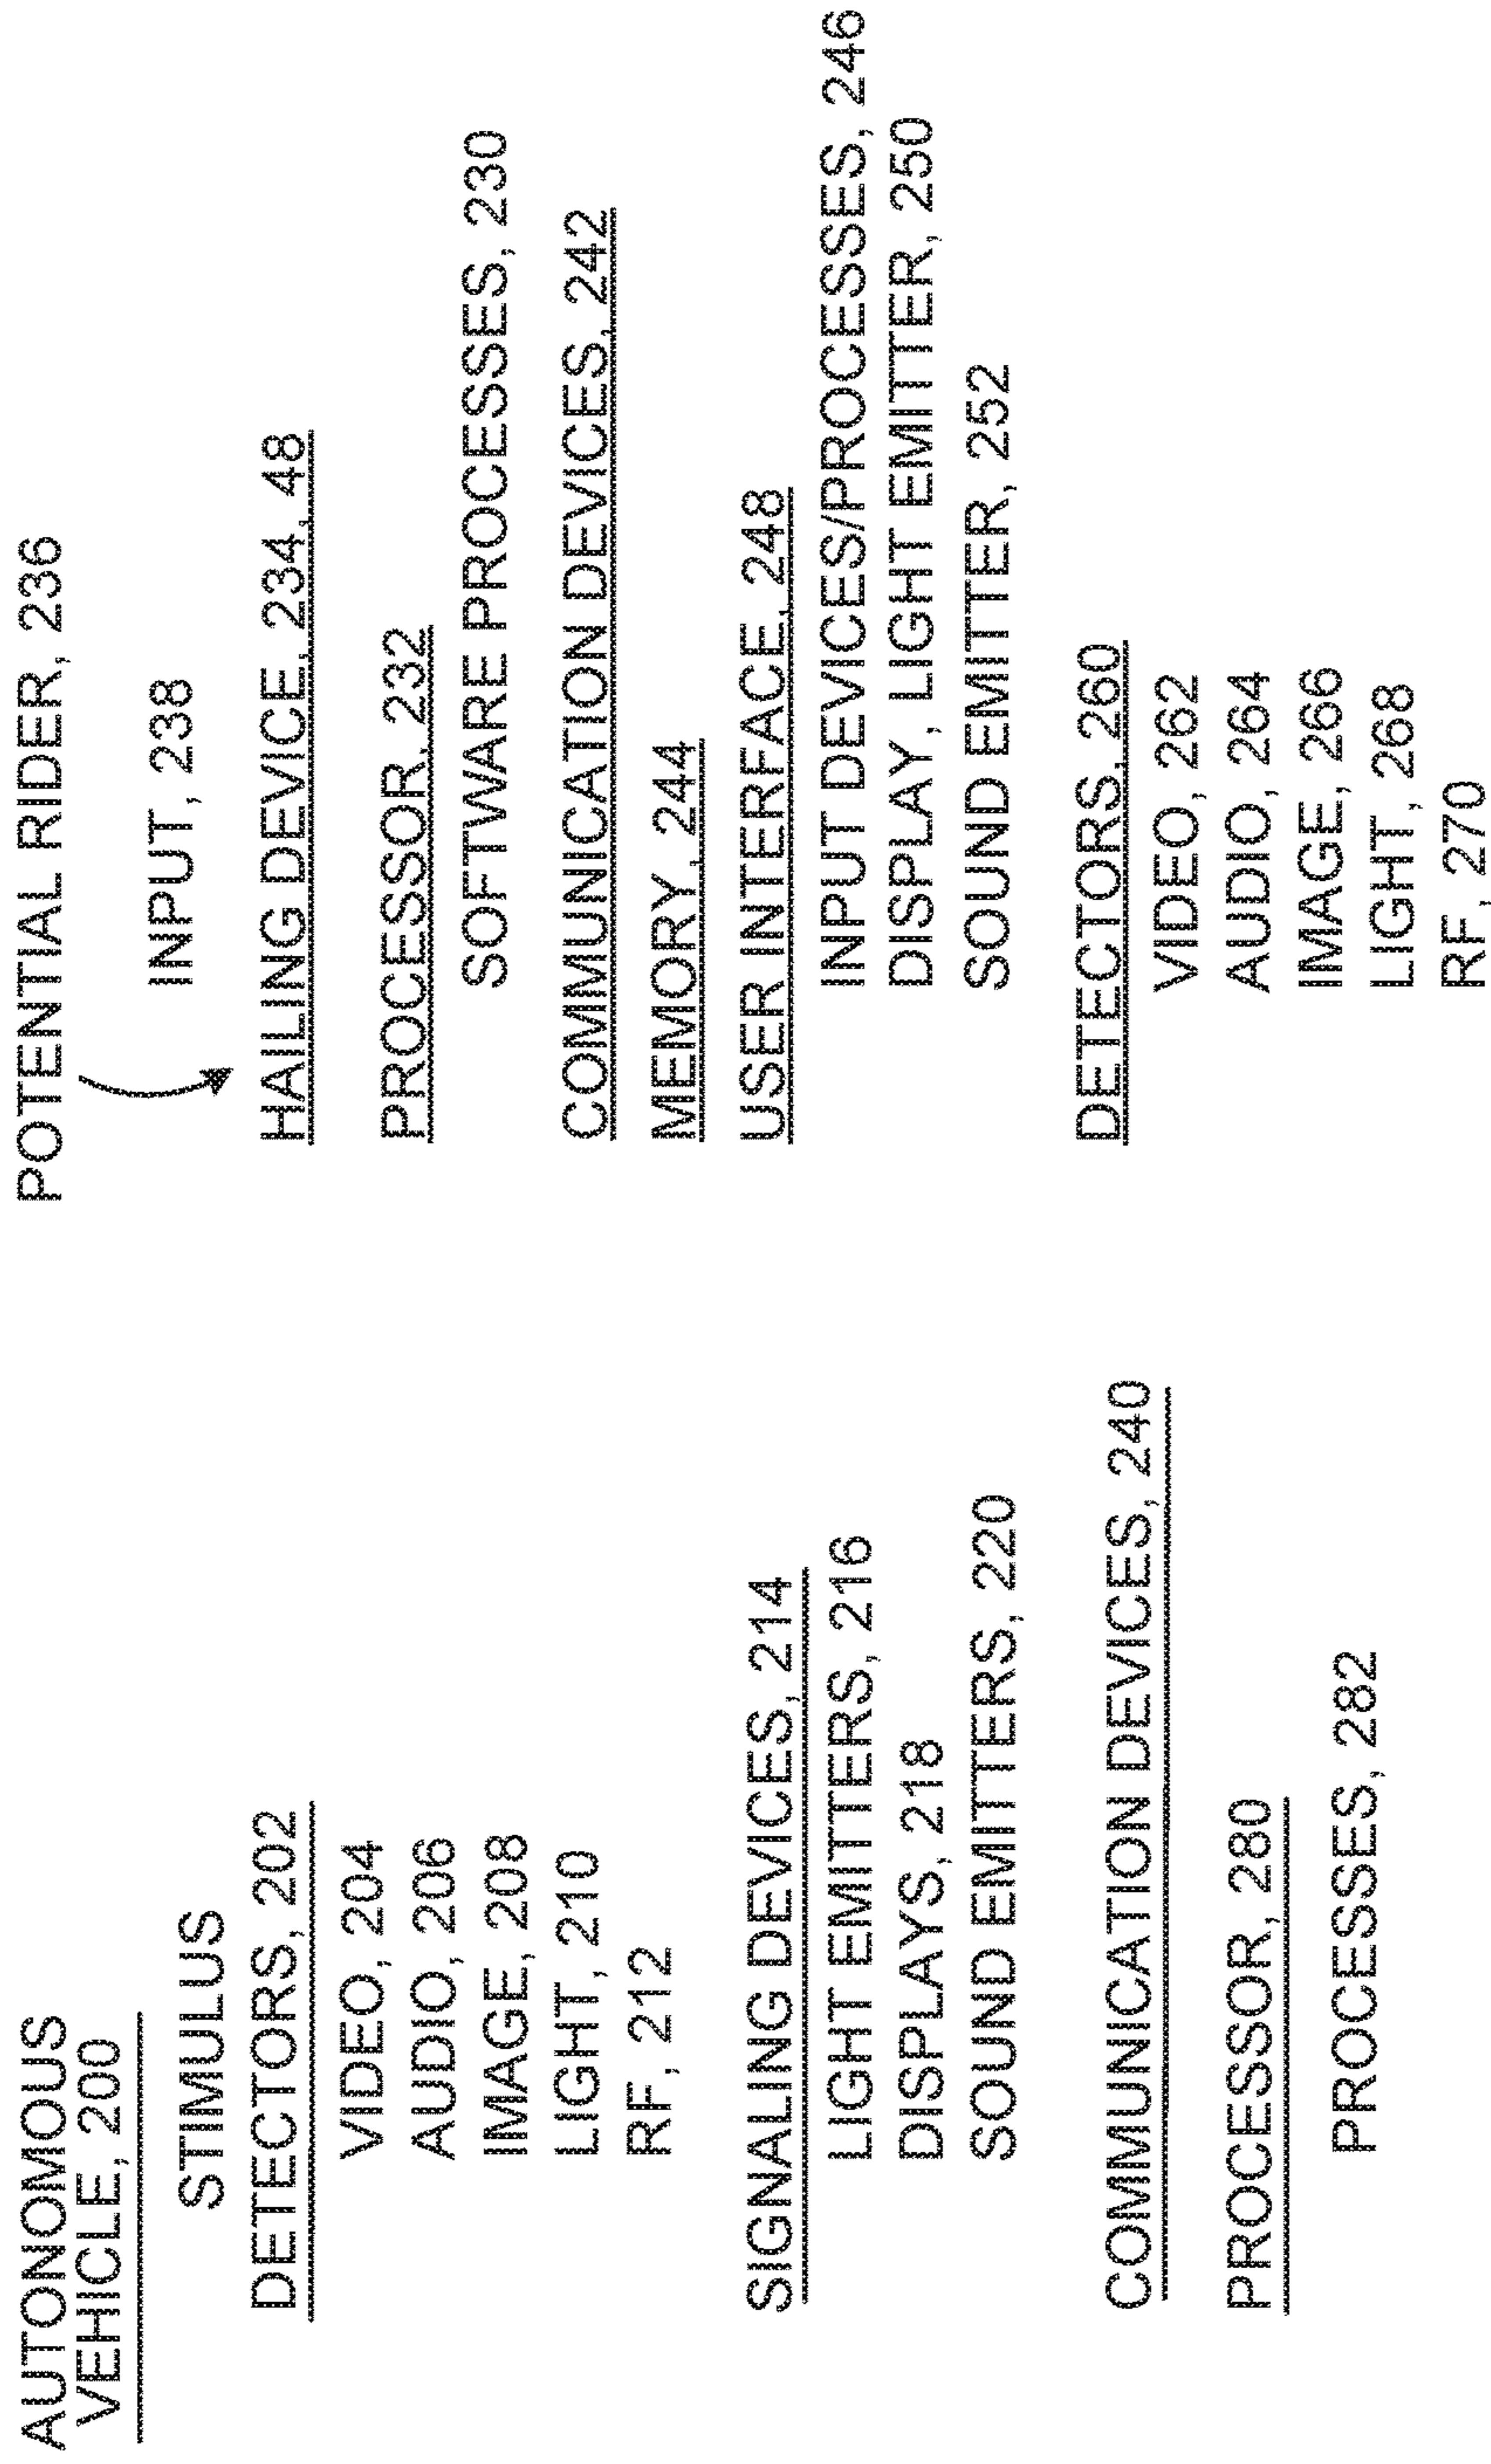 AUTONOMOUS
VEHICLE, 200
STIMULUS
DETECTORS, 202
VIDEO, 204
AUDIO, 206
IMAGE, 208
LIGHT, 210
RF, 212
SIGNALING DEVICES, 214
LIGHT EMITTERS, 216
DISPLAYS, 218
SOUND EMITTERS, 220
COMMUNICATION DEVICES, 240
PROCESSOR, 280
PROCESSES, 282
POTENTIAL RIDER, 236
INPUT, 238
HAILING DEVICE, 234, 48
PROCESSOR, 232
SOFTWARE PROCESSES, 230
COMMUNICATION DEVICES, 242
MEMORY, 244
USER INTERFACE, 248
INPUT DEVICES/PROCESSES, 246
DISPLAY, LIGHT EMITTER, 250
SOUND EMITTER, 252
DETECTORS, 260
VIDEO, 262
AUDIO, 264
IMAGE, 266
LIGHT, 268
RF, 270